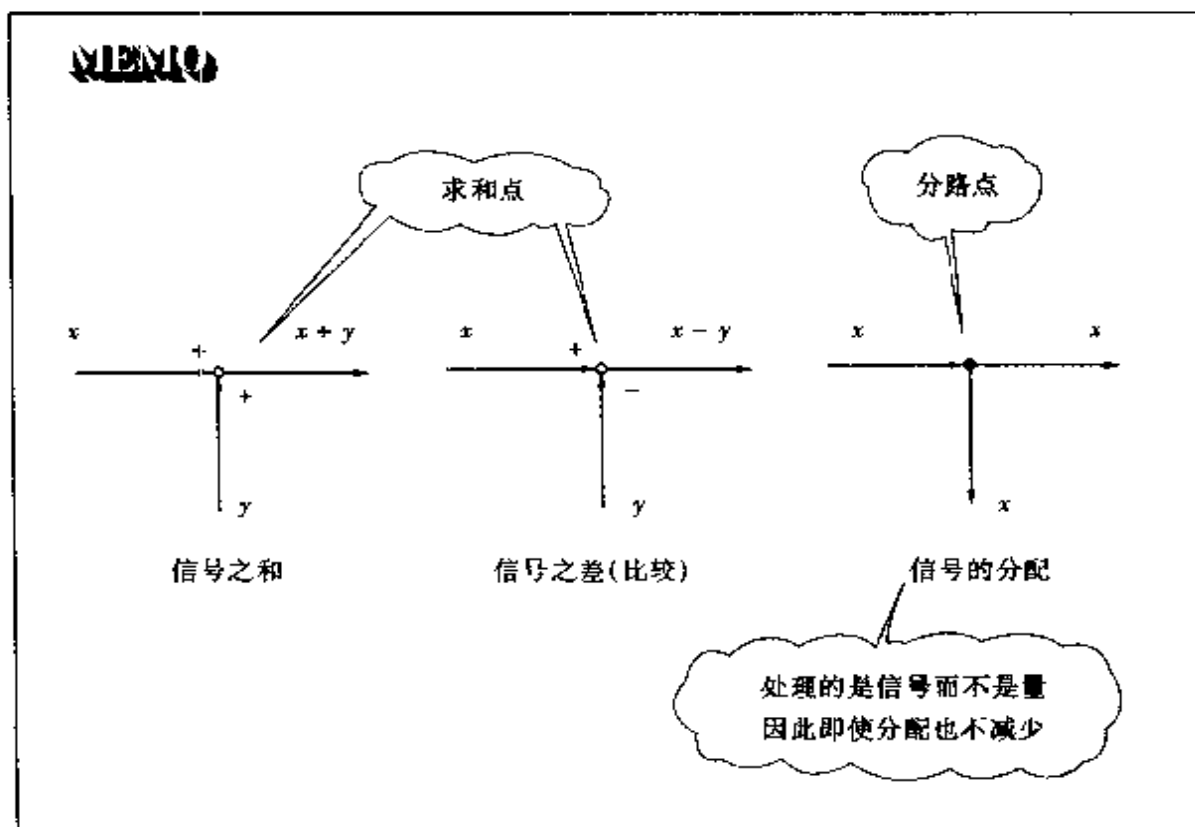 MEMO
求和点
分路点
x
x + y
x
x - y
x
x
+
+
+
-
y
y
x
信号之和
信号之差(比较)
信号的分配
处理的是信号而不是量
因此即使分配也不减少